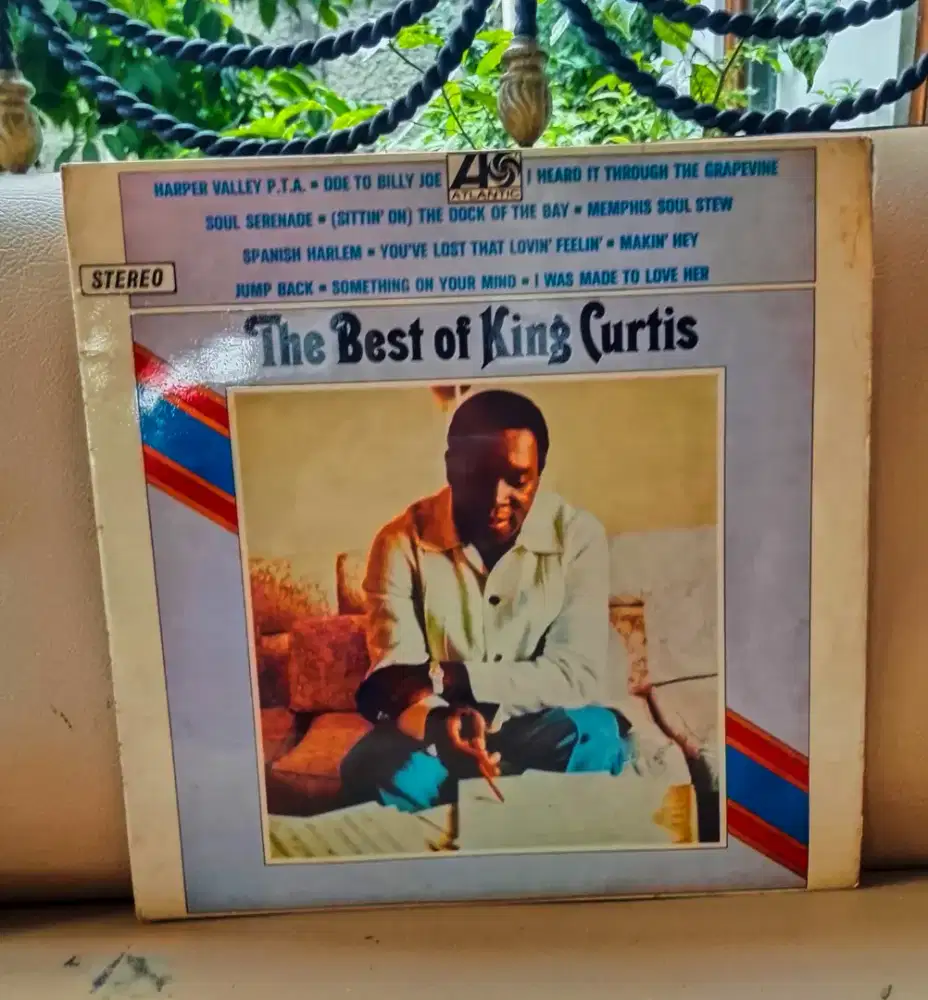 HARPER VALLEY P.T.A. ▪ ODE TO BILLY JOE
ATLANTIC
I HEARD IT THROUGH THE GRAPEVINE
SOUL SERENADE ▪ (SITTIN' ON) THE DOCK OF THE BAY ▪ MEMPHIS SOUL STEW
SPANISH HARLEM ▪ YOU'VE LOST THAT LOVIN' FEELIN' ▪ MAKIN' HEY
JUMP BACK ▪ SOMETHING ON YOUR MIND ▪ I WAS MADE TO LOVE HER
STEREO
The Best of King Curtis